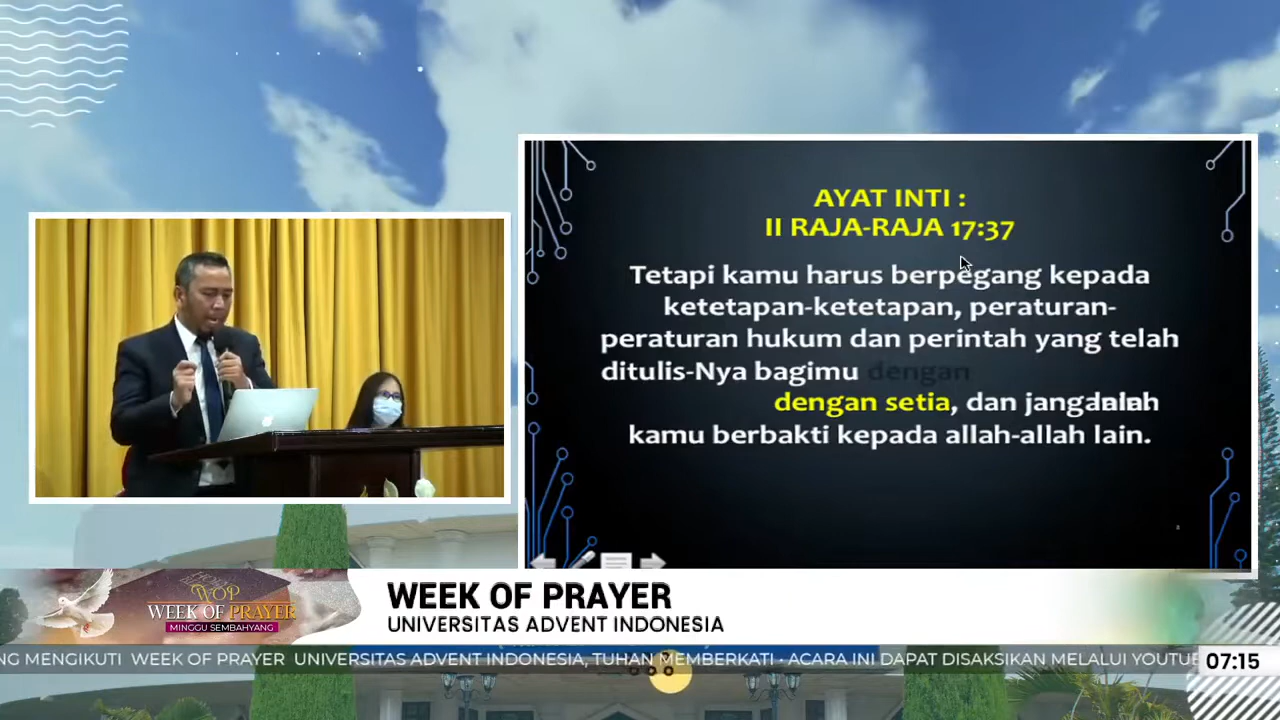 AYAT INTI :
II RAJA-RAJA 17:37
Tetapi kamu harus berpegang kepada
ketetapan-ketetapan, peraturan-
peraturan hukum dan perintah yang telah
ditulis-Nya bagimu dengan
dengan setia, dan janganlah
kamu berbakti kepada allah-allah lain.
WOP
WEEK OF PRAYER
MINGGU SEMBAHYANG
WEEK OF PRAYER
UNIVERSITAS ADVENT INDONESIA
NG MENGIKUTI WEEK OF PRAYER UNIVERSITAS ADVENT INDONESIA, TUHAN MEMBERKATI • ACARA INI DAPAT DISAKSIKAN MELALUI YOUTUBE
07:15